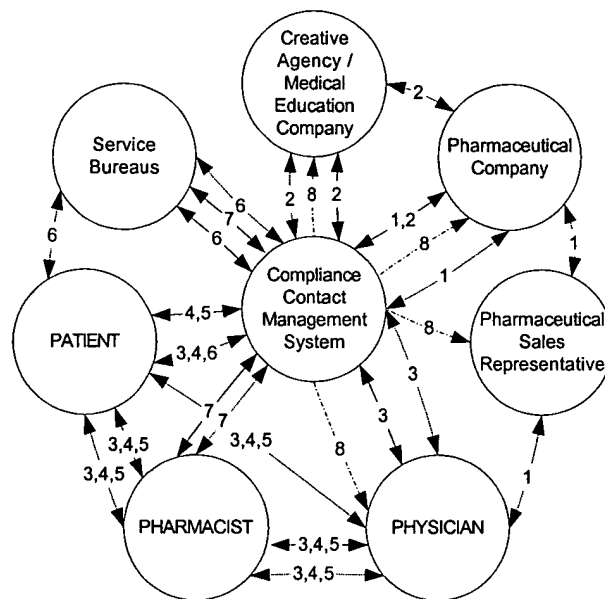 Creative
Agency /
Medical
Education
Company
2
Service
Bureaus
Pharmaceutical
Company
6
7
6
2
8
2
1,2
8
1
1
6
Compliance
Contact
Management
System
PATIENT
4,5
3,4,6
8
Pharmaceutical
Sales
Representative
3
3
7
7
3,4,5
8
3,4,5
3,4,5
1
PHARMACIST
PHYSICIAN
3,4,5
3,4,5